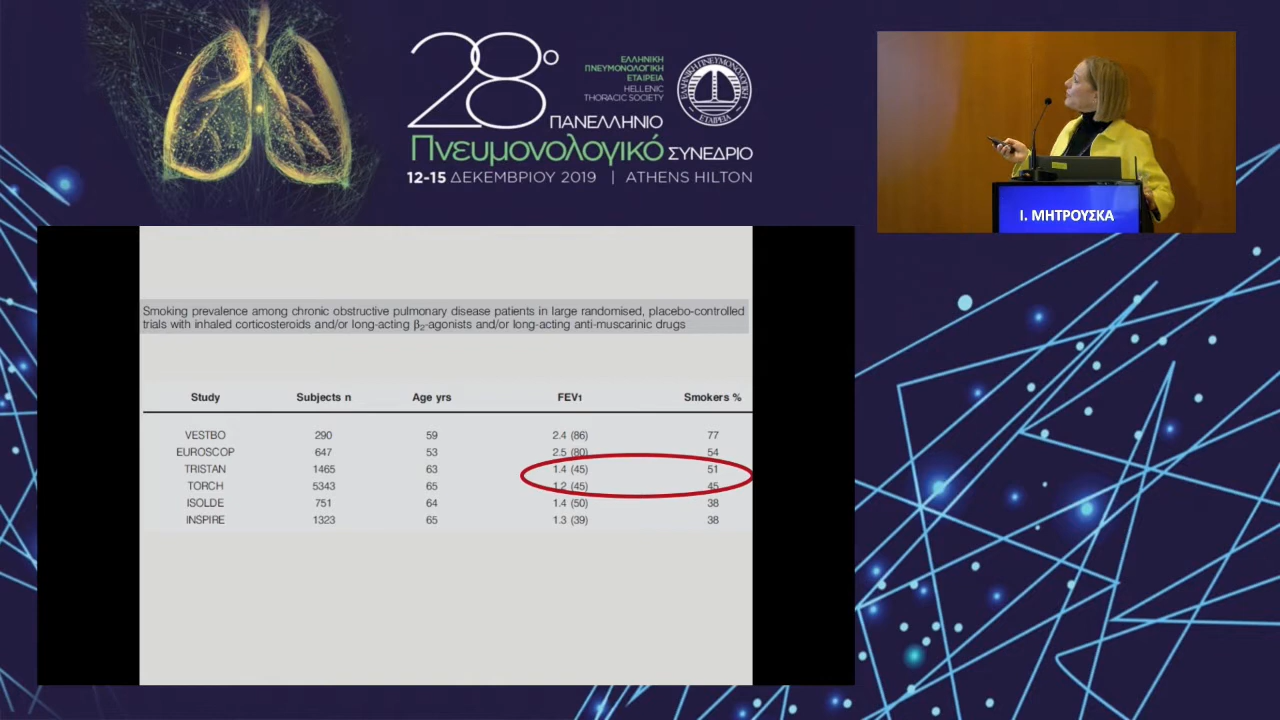 28ο
ΕΛΛΗΝΙΚΗ
ΠΝΕΥΜΟΝΟΛΟΓΙΚΗ
ΕΤΑΙΡΕΙΑ
HELLENIC
THORACIC SOCIETY
ΕΛΛΗΝΙΚΗ ΠΝΕΥΜΟΝΟΛΟΓΙΚΗ
ΕΤΑΙΡΕΙΑ
ΠΑΝΕΛΛΗΝΙΟ
Πνευμονολογικό ΣΥΝΕΔΡΙΟ
12-15 ΔΕΚΕΜΒΡΙΟΥ 2019 | ATHENS HILTON
Ι. ΜΗΤΡΟΥΣΚΑ
Smoking prevalence among chronic obstructive pulmonary disease patients in large randomised, placebo-controlled
trials with inhaled corticosteroids and/or long-acting β2-agonists and/or long-acting anti-muscarinic drugs
Study Subjects n Age yrs FEV1 Smokers %
VESTBO 290 59 2.4 (86) 77
EUROSCOP 647 53 2.5 (80) 54
TRISTAN 1465 63 1.4 (45) 51
TORCH 5343 65 1.2 (45) 45
ISOLDE 751 64 1.4 (50) 38
INSPIRE 1323 65 1.3 (39) 38